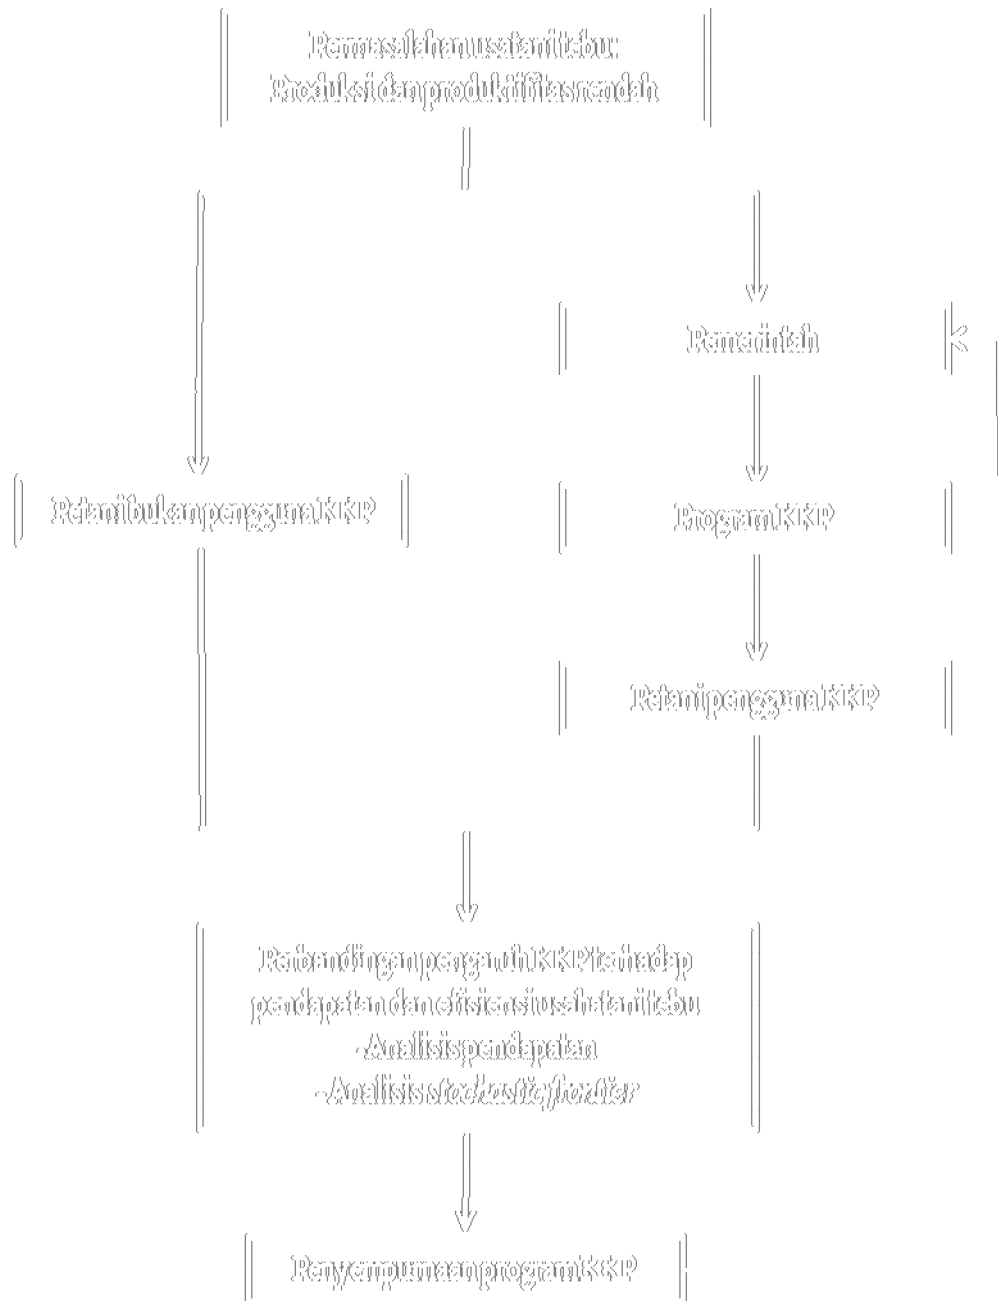 Permasalahan usatani tebu:
Produksi dan produktifitas rendah
Pemerintah
Petani bukan pengguna KKP
Program KKP
Petani pengguna KKP
Perbandingan pengaruh KKP terhadap
pendapatan dan efisiensi usahatani tebu
-Analisis pendapatan
-Analisis stochastic frontier
Penyempurnaan program KKP